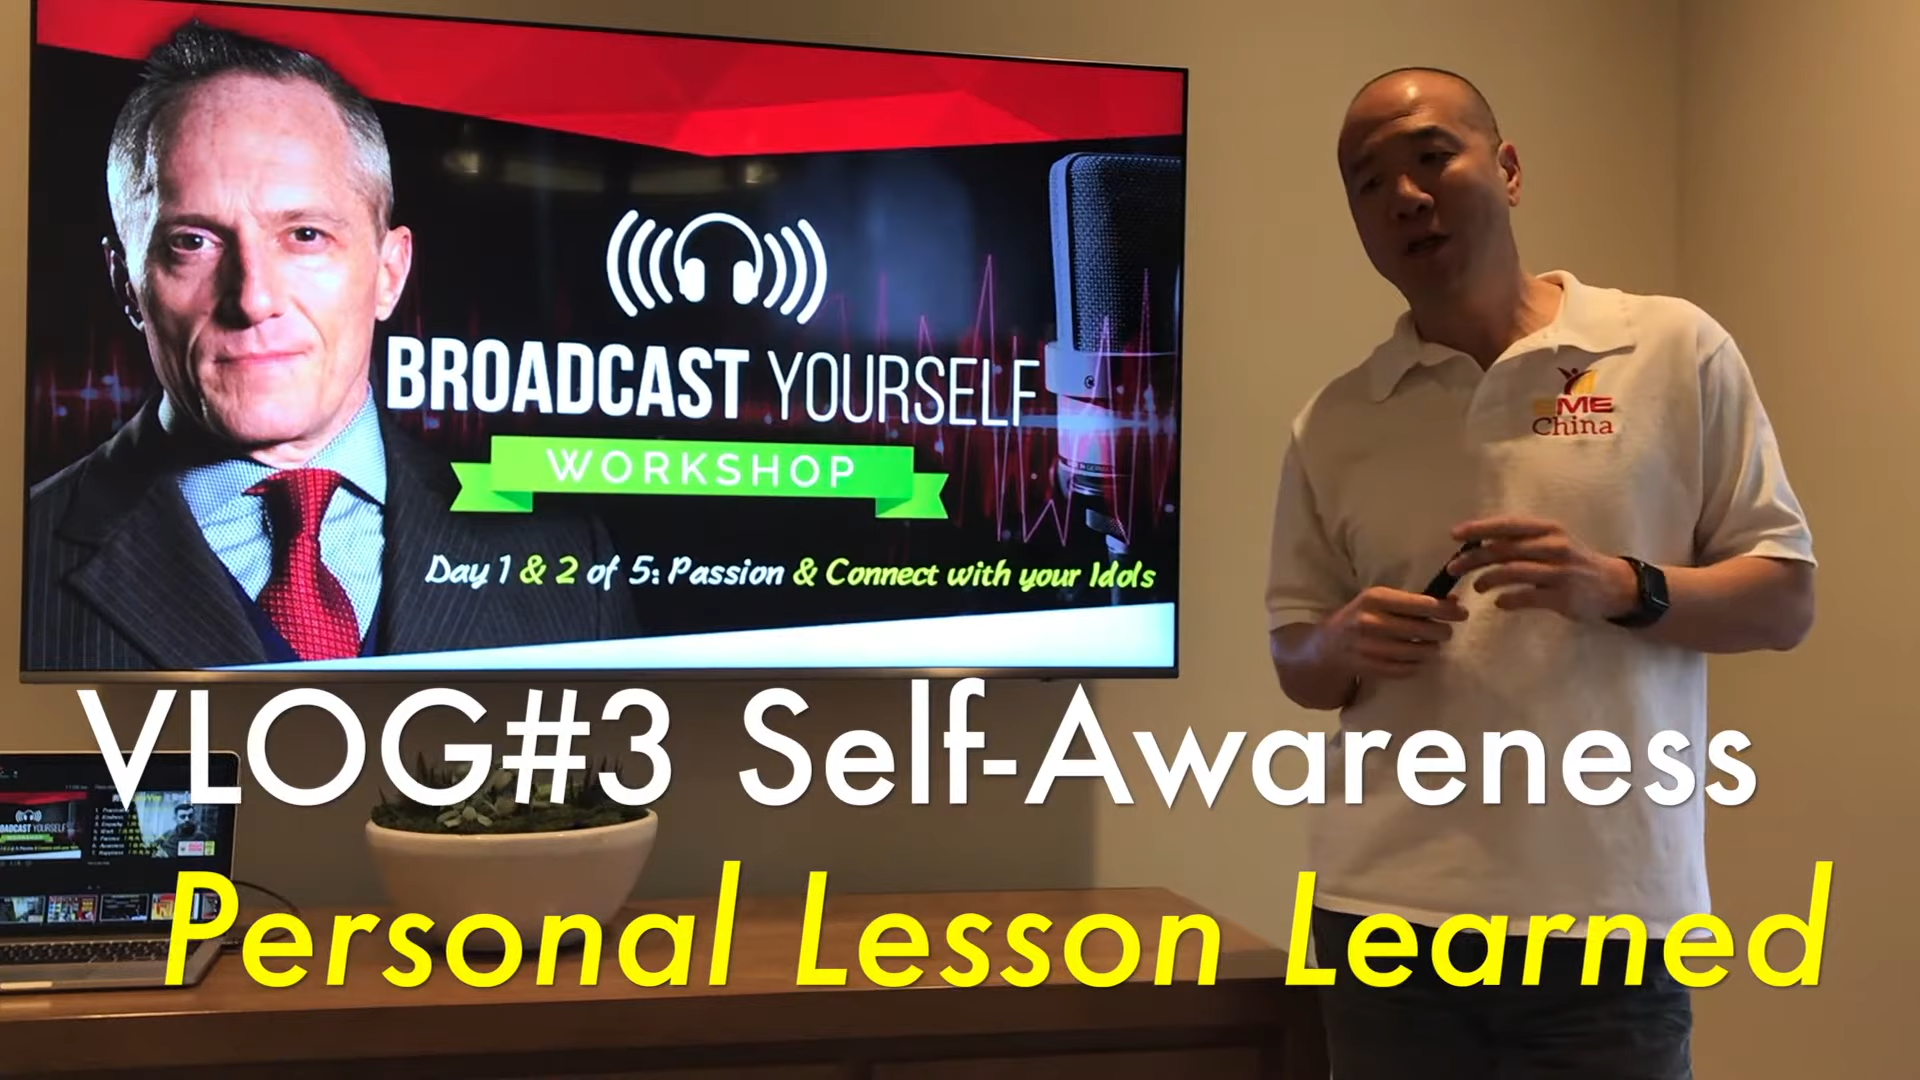 BROADCAST YOURSELF
WORKSHOP
Day 1 & 2 of 5: Passion & Connect with your Idols
ME
China
VLOG#3 Self-Awareness
Personal Lesson Learned